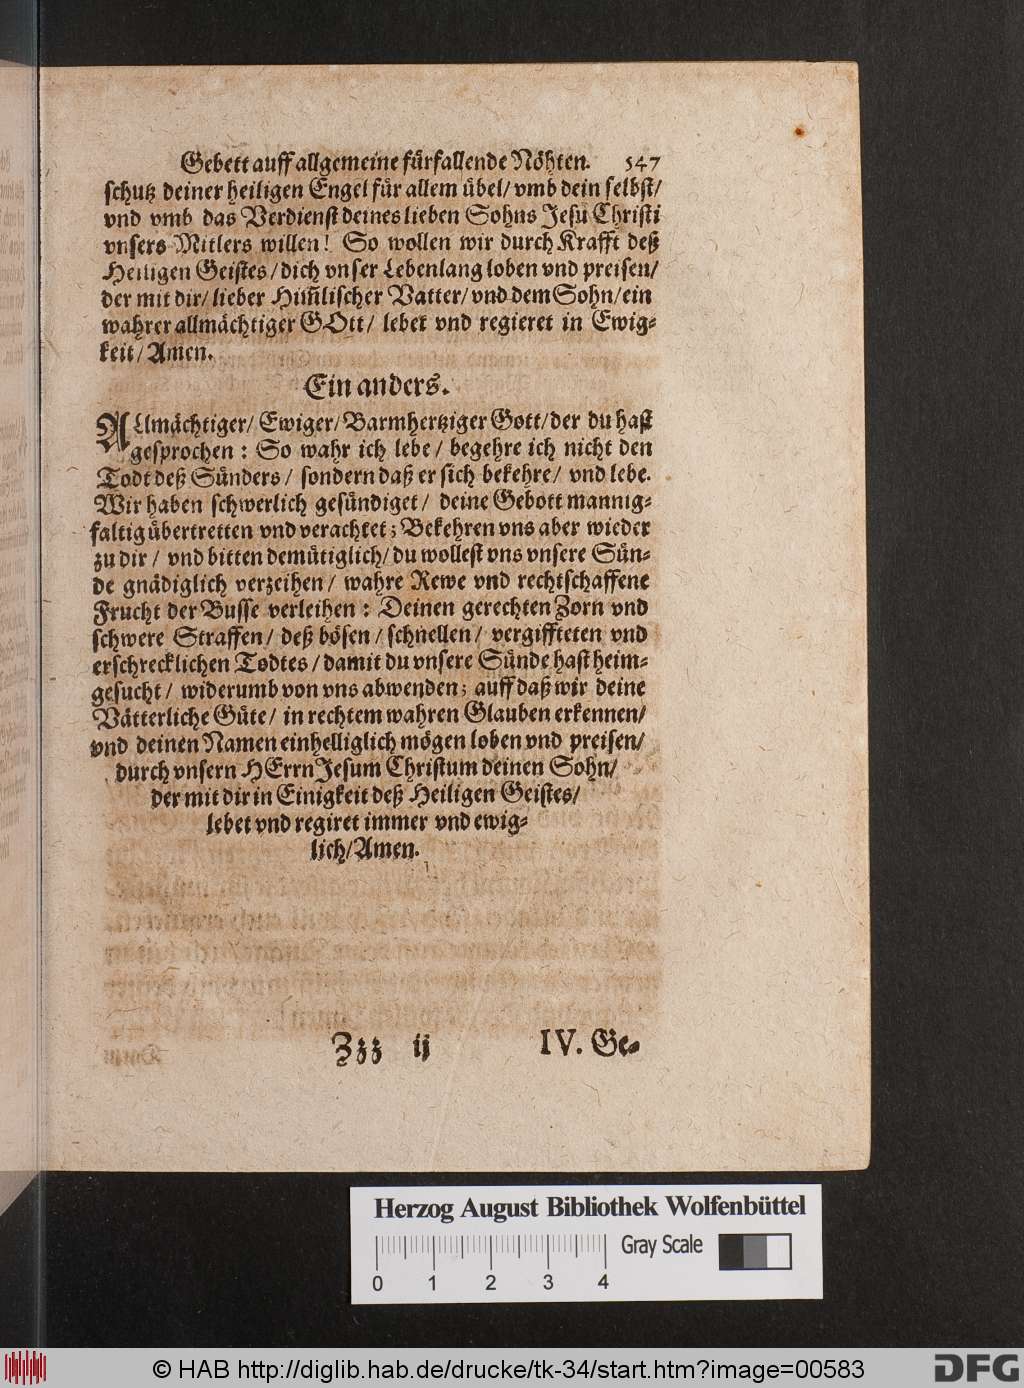 Gebett auff allgemeine fürfallende Nöhten. 547
schutz deiner heiligen Engel für allem übel/ vmb dein selbst/
vnd vmb das Verdienst deines lieben Sohns Jesu Christi
vnsers Mitlers willen! So wollen wir durch Krafft deß
Heiligen Geistes/ dich vnser Lebenlang loben vnd preisen/
der mit dir/ lieber Him̃lischer Vatter/ vnd dem Sohn/ ein
wahrer allmächtiger GOtt/ lebet vnd regieret in Ewig-
keit/ Amen.
Ein anders.
ALlmächtiger/ Ewiger/ Barmhertziger Gott/ der du hast
gesprochen: So wahr ich lebe/ begehre ich nicht den
Todt deß Sünders/ sondern daß er sich bekehre/ vnd lebe.
Wir haben schwerlich gesündiget/ deine Gebott mannig-
faltig übertretten vnd verachtet; Bekehren vns aber wieder
zu dir/ vnd bitten demütiglich/ du wollest vns vnsere Sün-
de gnädiglich verzeihen/ wahre Rewe vnd rechtschaffene
Frucht der Busse verleihen: Deinen gerechten Zorn vnd
schwere Straffen/ deß bösen/ schnellen/ vergiffteten vnd
erschrecklichen Todtes/ damit du vnsere Sünde hast heim-
gesucht/ widerumb von vns abwenden; auff daß wir deine
Vätterliche Güte/ in rechtem wahren Glauben erkennen/
vnd deinen Namen einhelliglich mögen loben vnd preisen/
durch vnsern HErrn Jesum Christum deinen Sohn/
der mit dir in Einigkeit deß Heiligen Geistes/
lebet vnd regiret immer vnd ewig-
lich/ Amen.
Zzz ij IV. Ge-
Herzog August Bibliothek Wolfenbüttel
Gray Scale
0 1 2 3 4
© HAB http://diglib.hab.de/drucke/tk-34/start.htm?image=00583
DFG